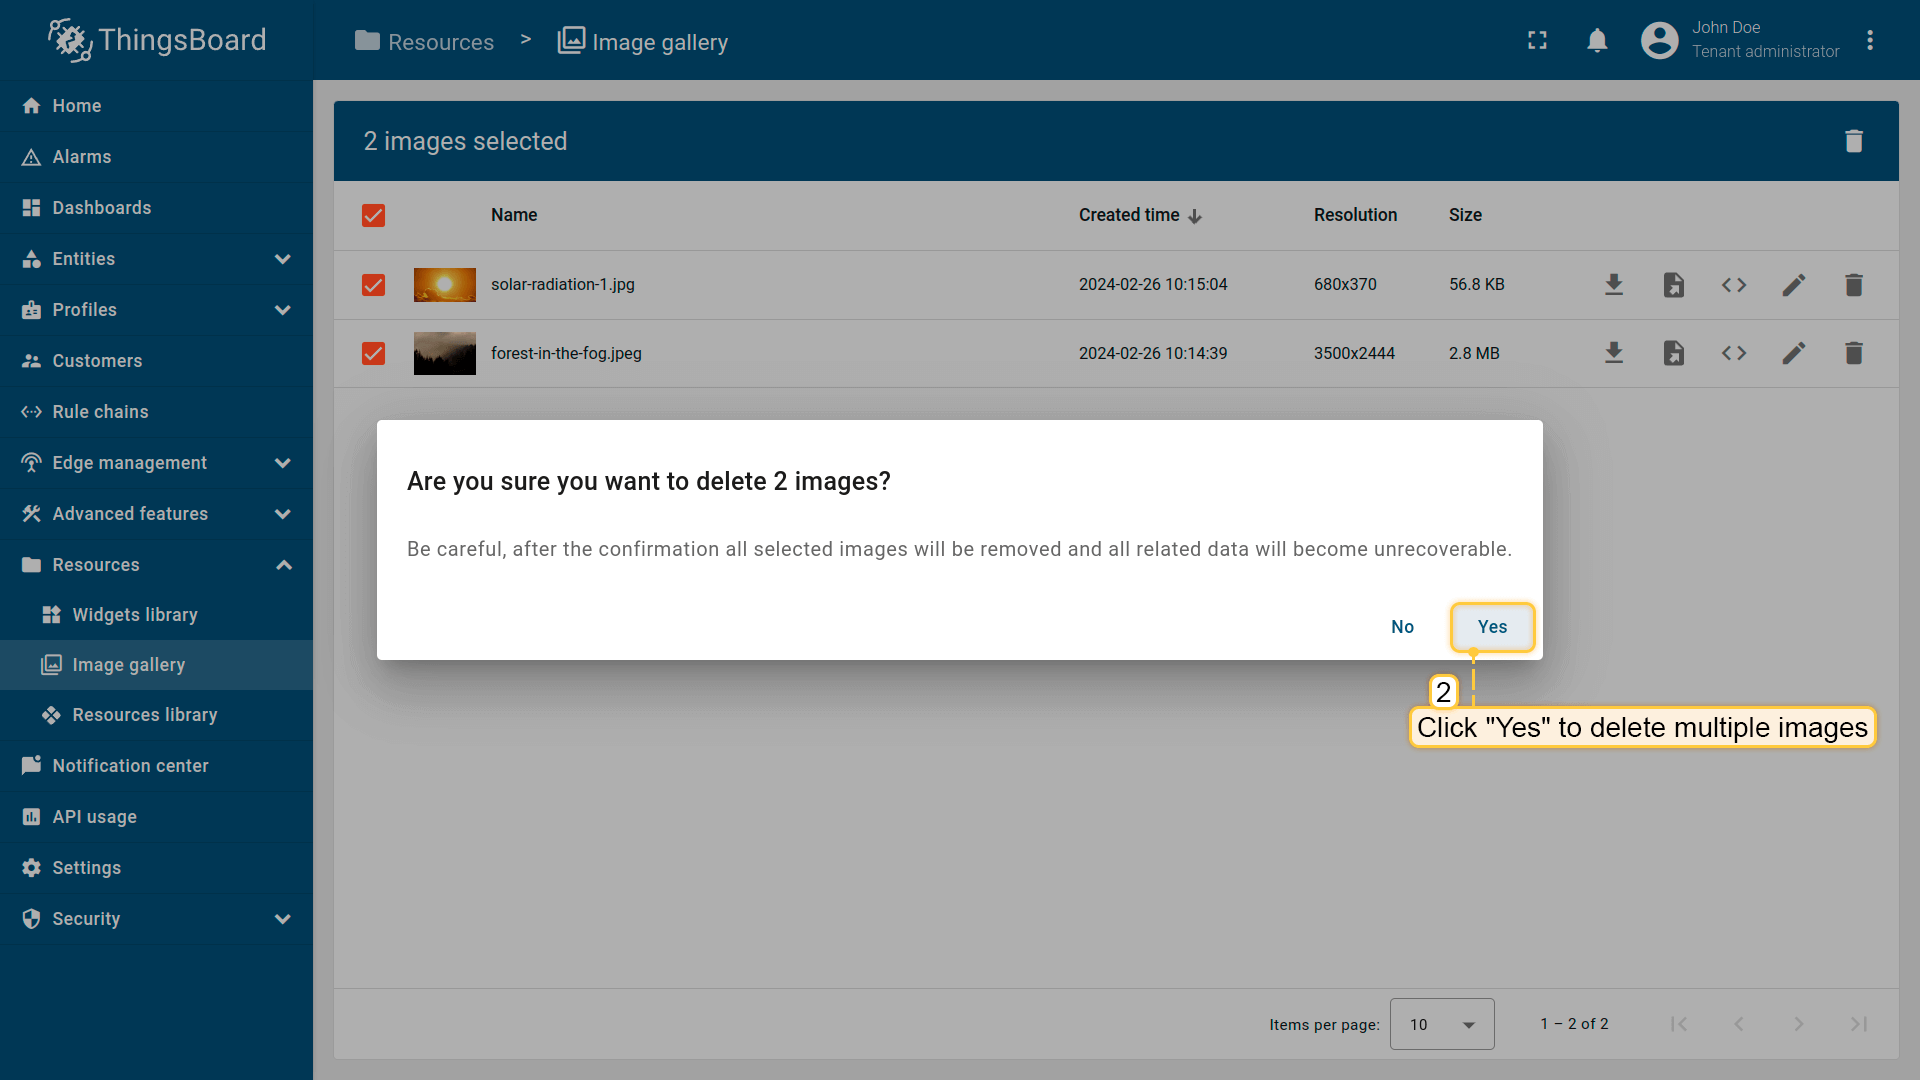 ThingsBoard
Resources > Image gallery
John Doe
Tenant administrator
Home
Alarms
Dashboards
Entities
Profiles
Customers
Rule chains
Edge management
Advanced features
Resources
Widgets library
Image gallery
Resources library
Notification center
API usage
Settings
Security
2 images selected
Name Created time Resolution Size
solar-radiation-1.jpg 2024-02-26 10:15:04 680x370 56.8 KB
forest-in-the-fog.jpeg 2024-02-26 10:14:39 3500x2444 2.8 MB
Are you sure you want to delete 2 images?
Be careful, after the confirmation all selected images will be removed and all related data will become unrecoverable.
No Yes
2
Click "Yes" to delete multiple images
Items per page: 10 1 – 2 of 2